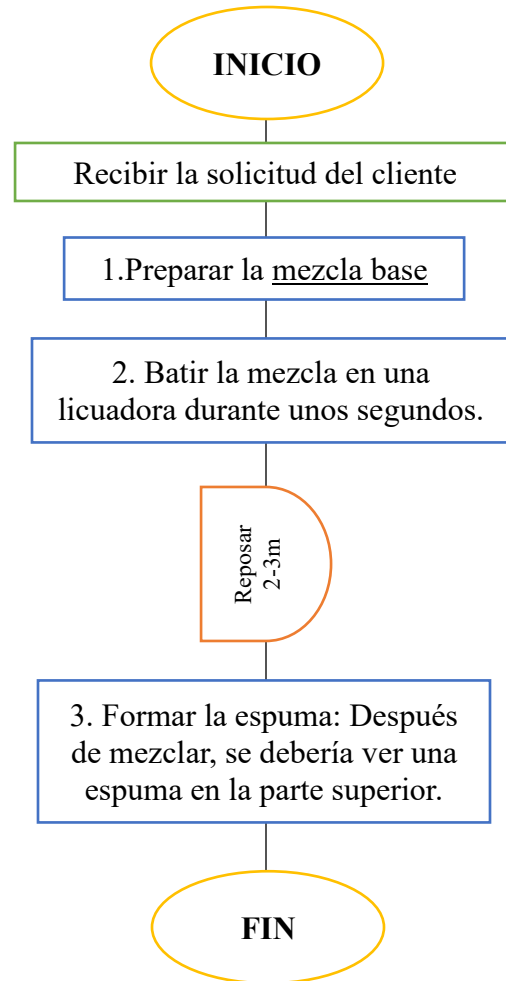 INICIO
Recibir la solicitud del cliente
1.Preparar la mezcla base
2. Batir la mezcla en una
licuadora durante unos segundos.
Reposar
2-3m
3. Formar la espuma: Después
de mezclar, se debería ver una
espuma en la parte superior.
FIN